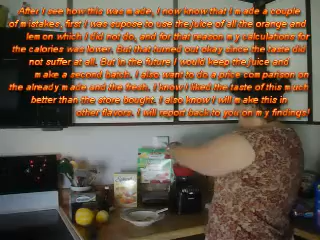 After I see how this was made, I now know that I made a couple
of mistakes, first I was supose to use the juice of all the orange and
lemon which I did not do, and for that reason my calculations for
the calories was lower. But that turned out okay since the taste did
not suffer at all. But in the future I would keep the juice and
make a second batch. I also want to do a price comparison on
the already made and the fresh. I know I liked the taste of this much
better than the store bought. I also know I will make this in
other flavors. I will report back to you on my findings!